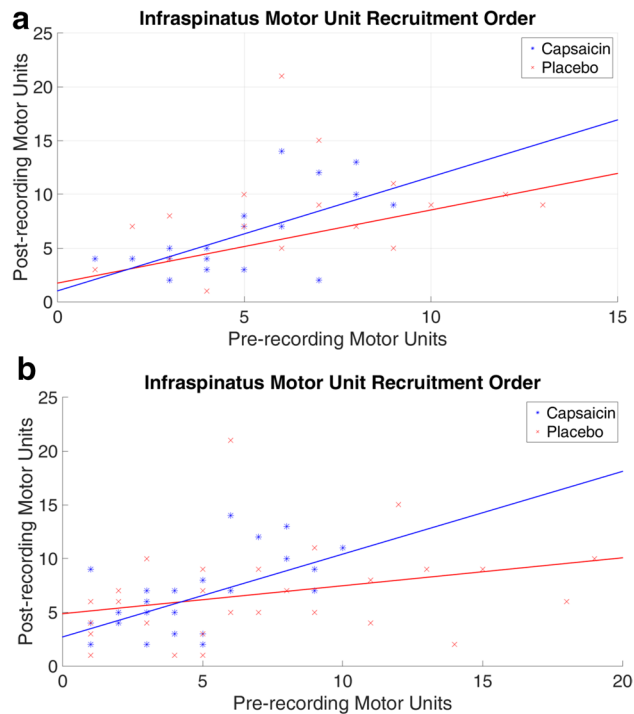 a
Infraspinatus Motor Unit Recruitment Order
25
Capsaicin
Placebo
20
15
10
5
0
Post-recording Motor Units
0 5 10 15
Pre-recording Motor Units
b
Infraspinatus Motor Unit Recruitment Order
25
Capsaicin
Placebo
20
15
10
5
0
Post-recording Motor Units
0 5 10 15 20
Pre-recording Motor Units